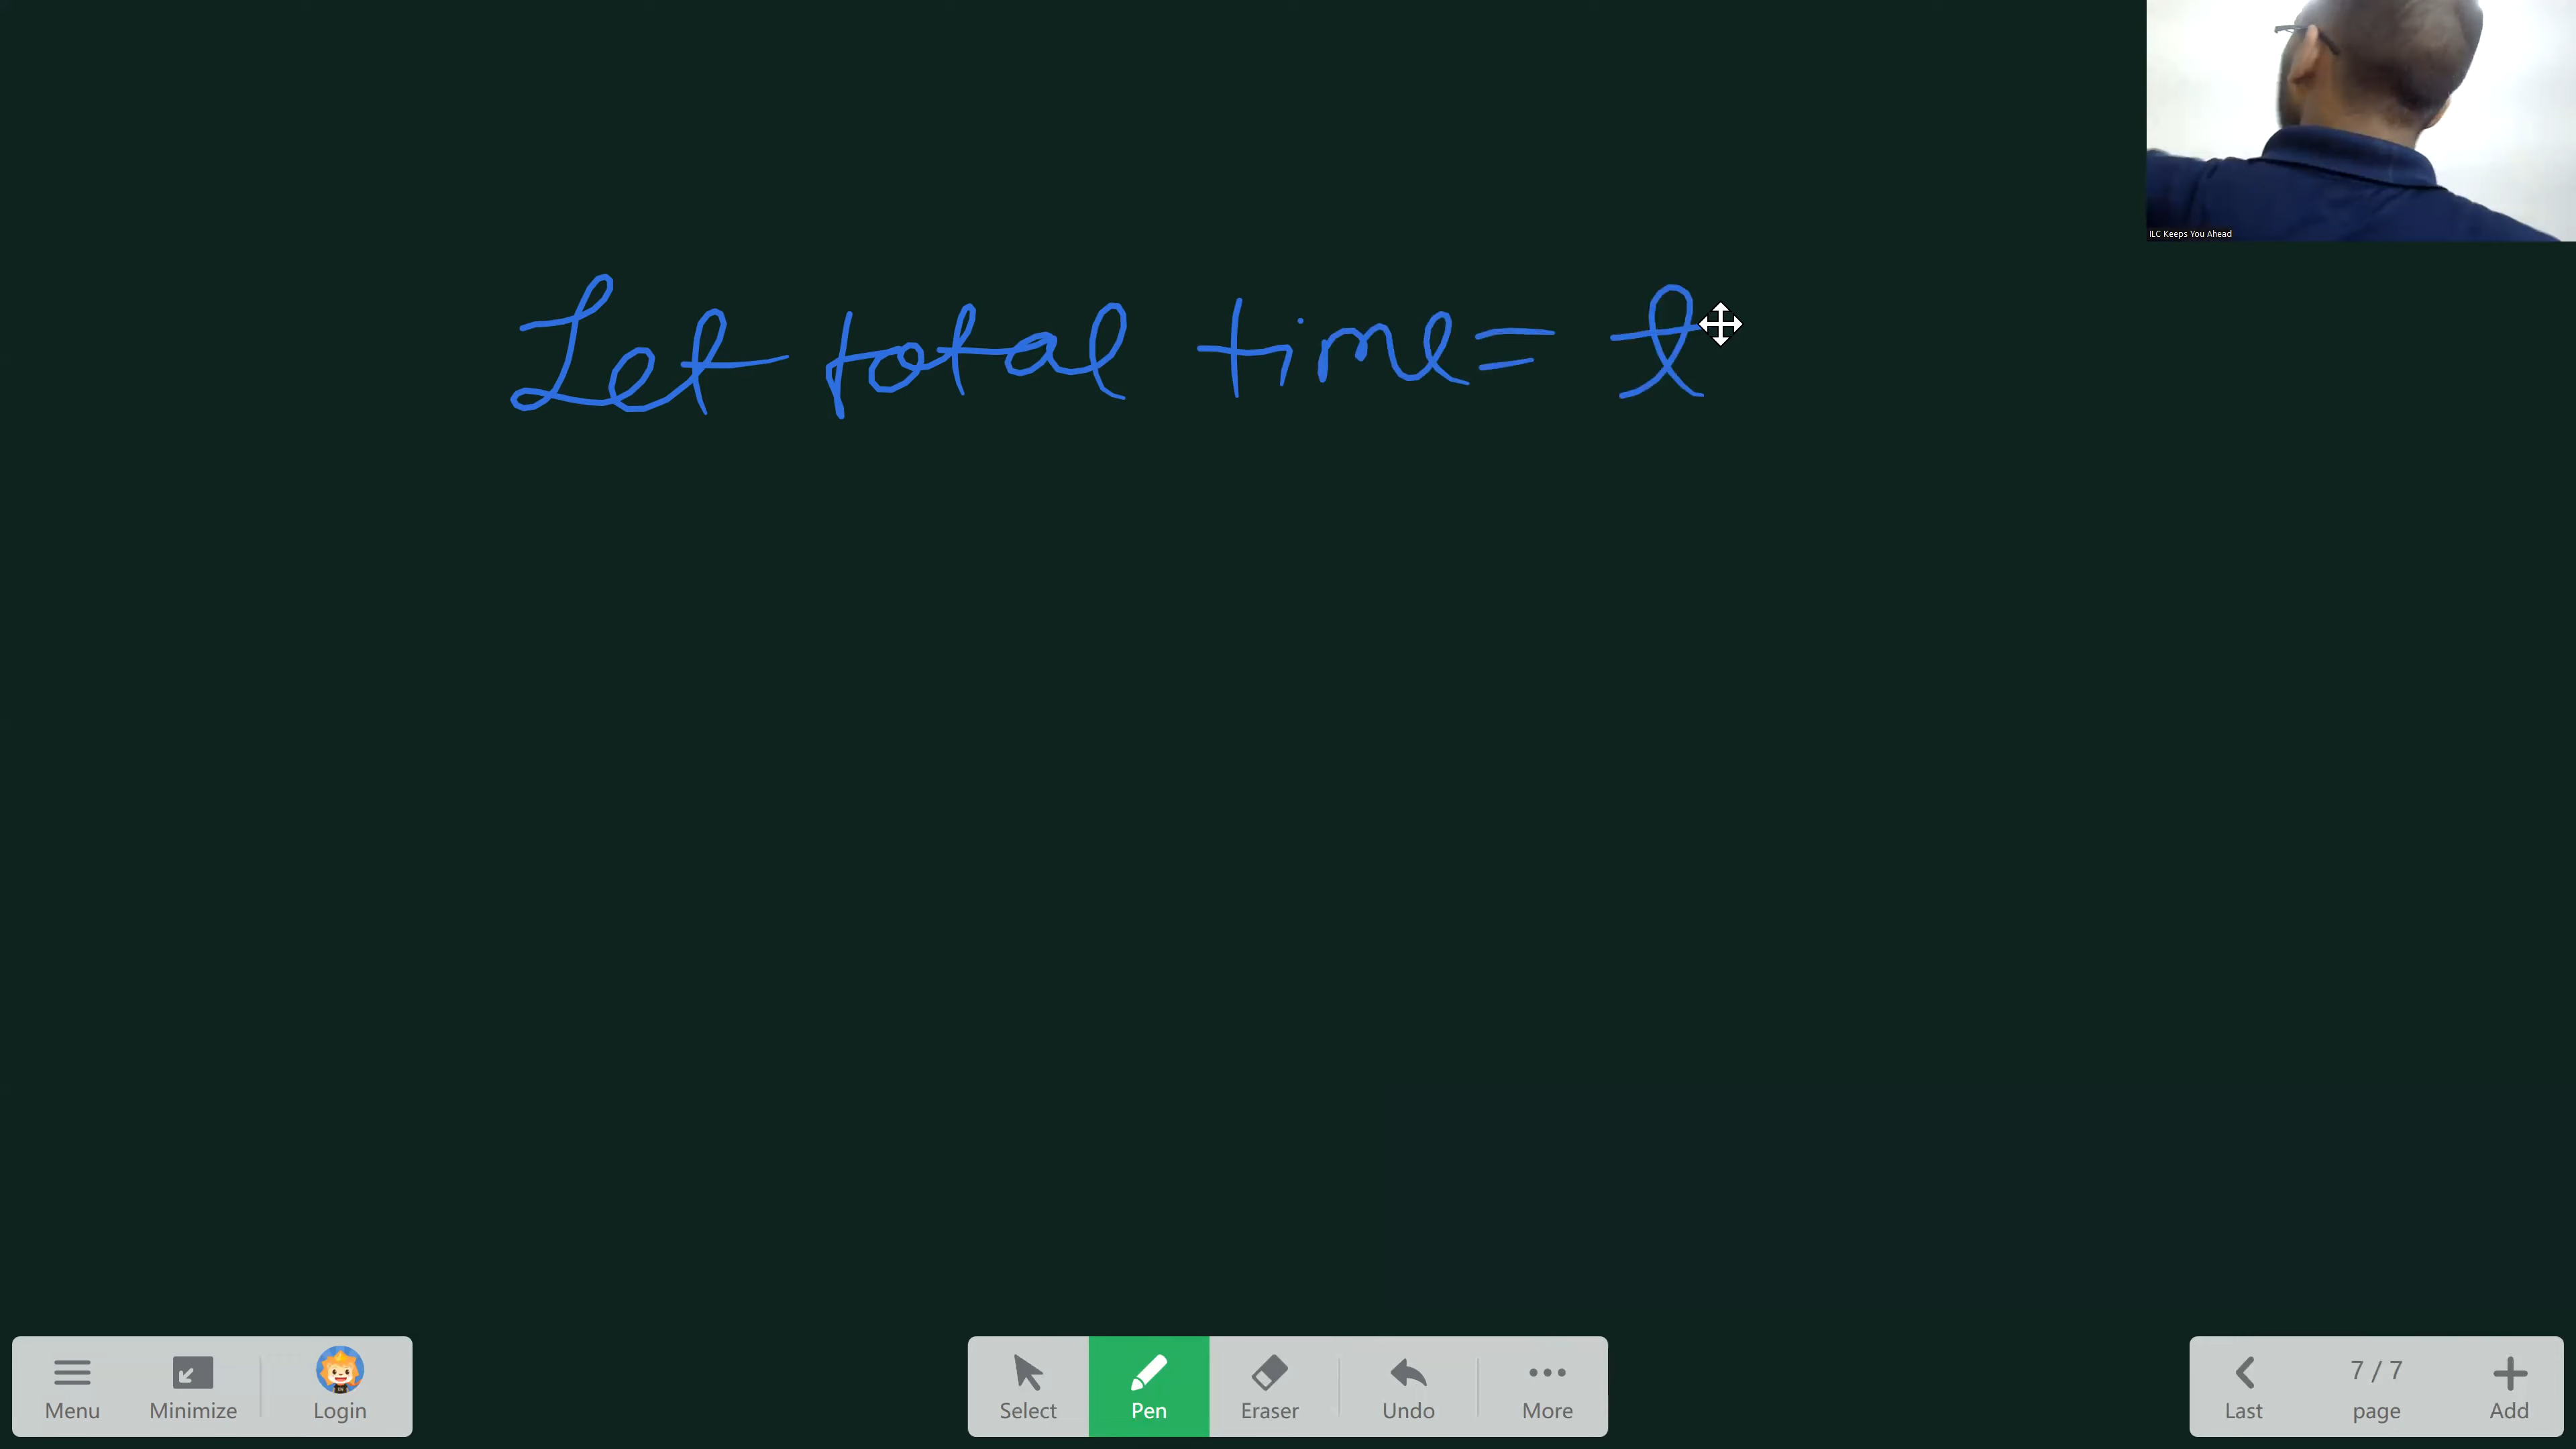 ILC Keeps You Ahead
Let total time = t
Menu
Minimize
Login
Select
Pen
Eraser
Undo
More
Last
7 / 7
page
Add